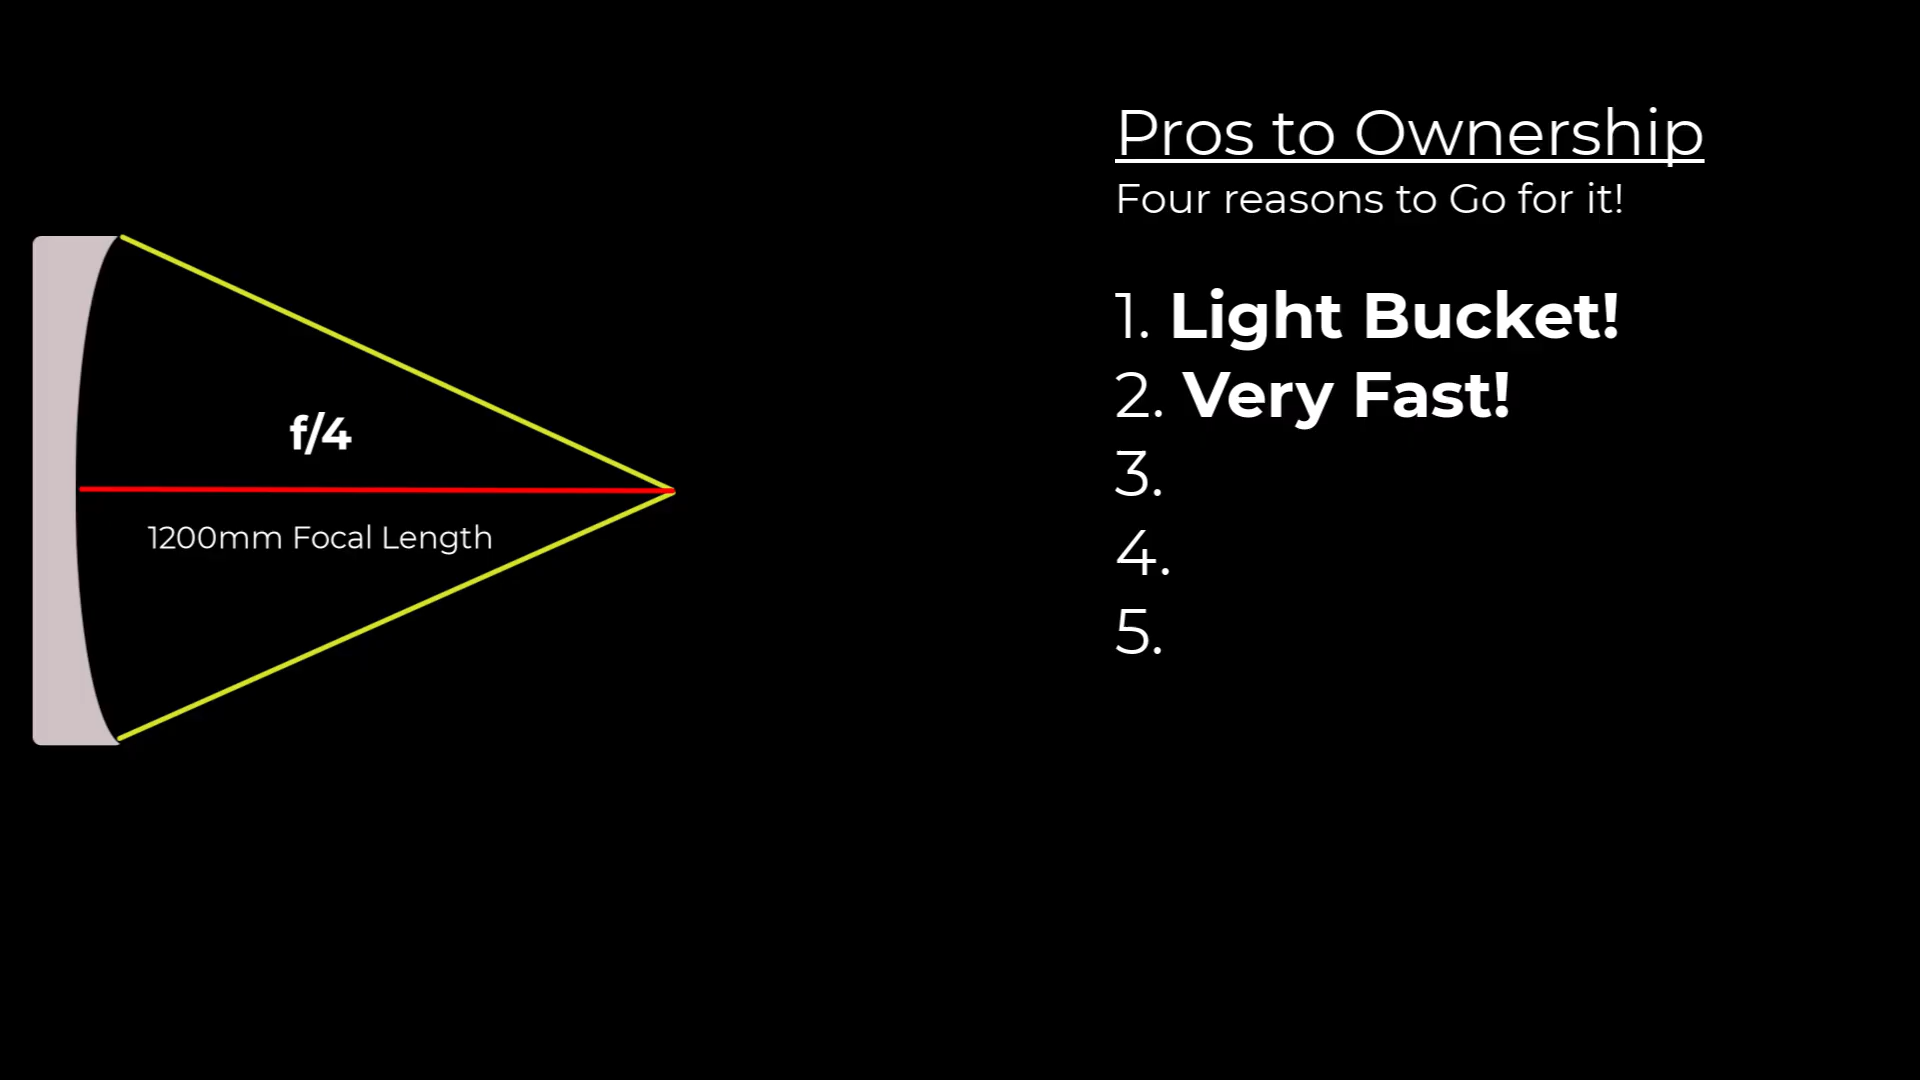 Pros to Ownership
Four reasons to Go for it!
1. Light Bucket!
2. Very Fast!
3.
4.
5.
f/4
1200mm Focal Length